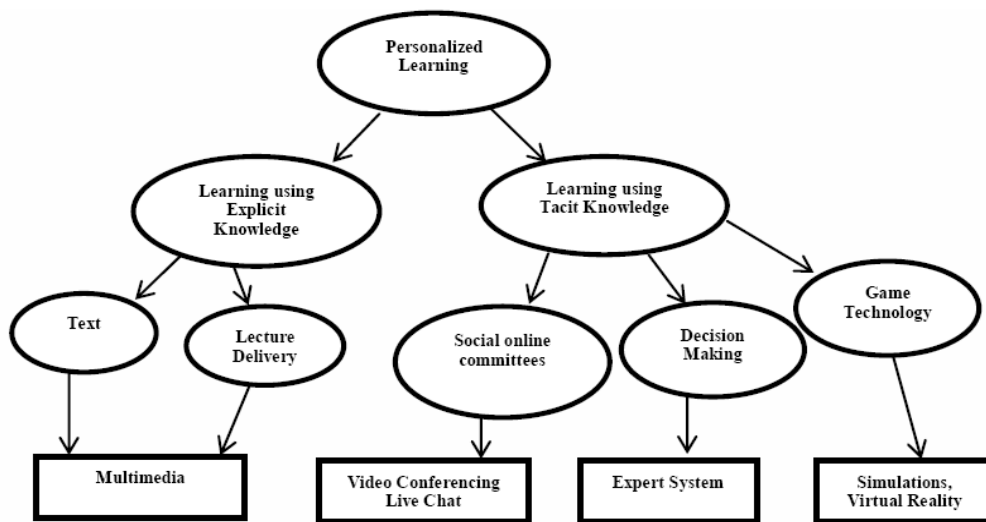 Personalized
Learning
Learning using
Explicit
Knowledge
Learning using
Tacit Knowledge
Text
Lecture
Delivery
Social online
committees
Decision
Making
Game
Technology
Multimedia
Video Conferencing
Live Chat
Expert System
Simulations,
Virtual Reality